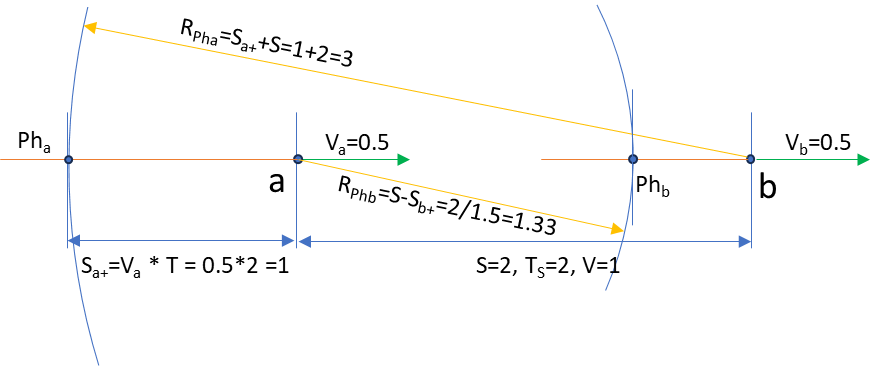 R_Pha=S_a++S=1+2=3
Ph_a
V_a=0.5
V_b=0.5
a
Ph_b
b
R_Phb=S-S_b+=2/1.5=1.33
S_a+=V_a * T = 0.5*2 =1
S=2, T_S=2, V=1